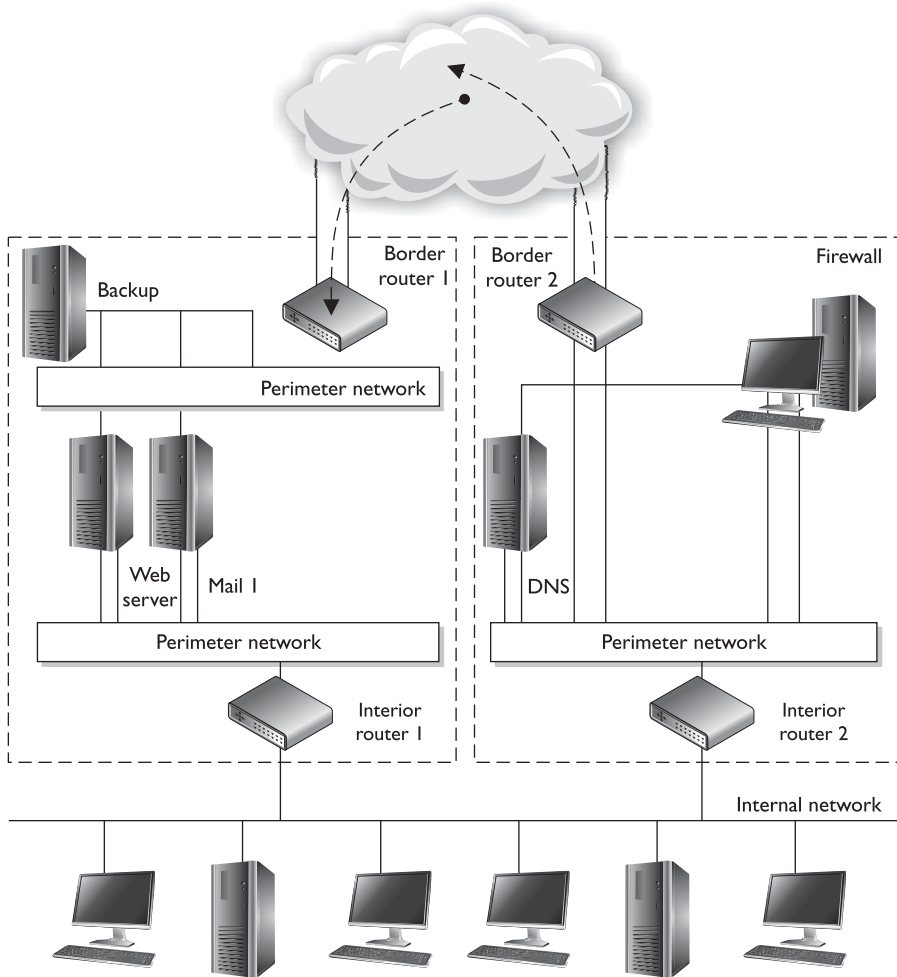 Border
router 1
Border
router 2
Firewall
Backup
Perimeter network
Web
server
Mail 1
DNS
Perimeter network
Perimeter network
Interior
router 1
Interior
router 2
Internal network